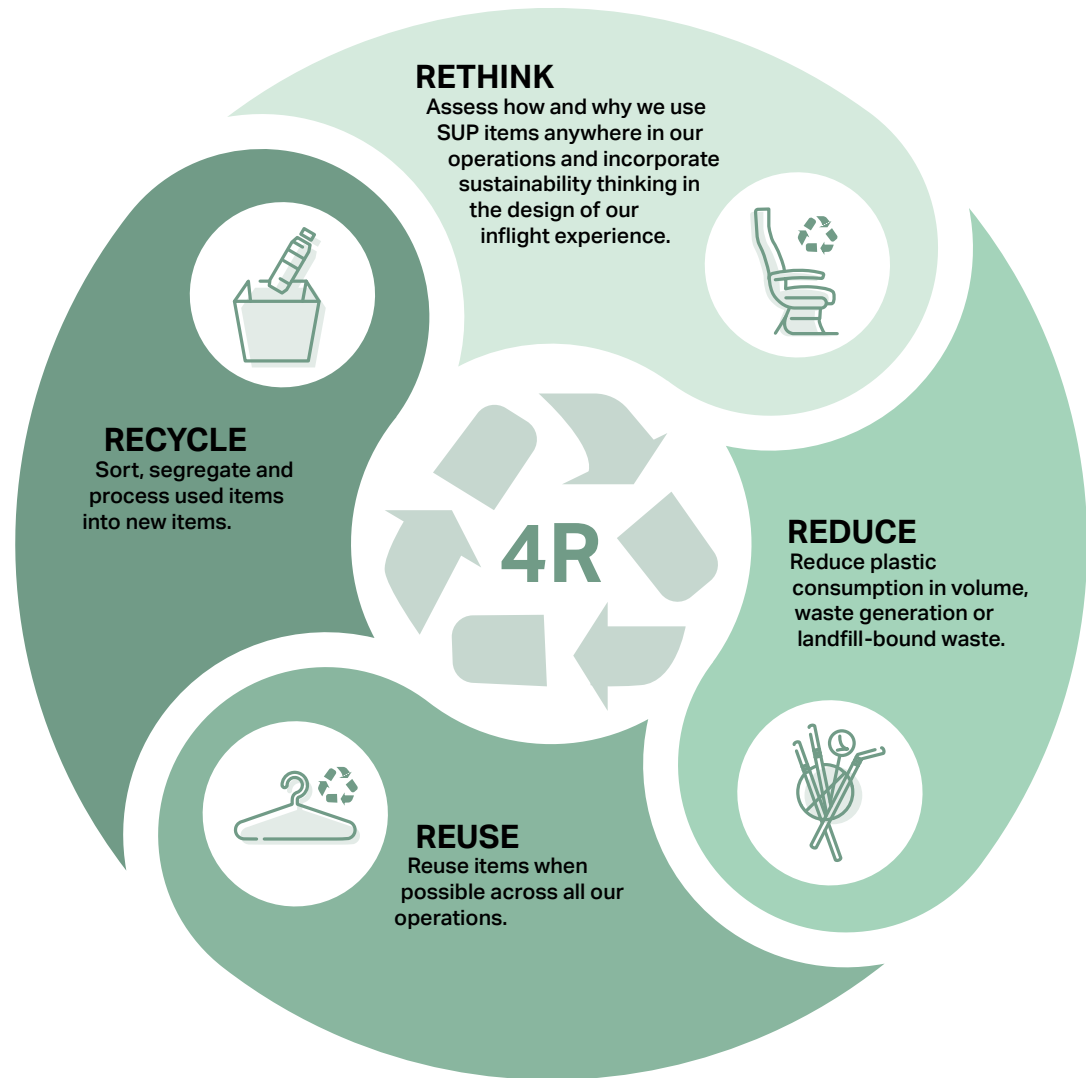 RETHINK
Assess how and why we use
SUP items anywhere in our
operations and incorporate
sustainability thinking in
the design of our
inflight experience.
RECYCLE
Sort, segregate and
process used items
into new items.
4R
REDUCE
Reduce plastic
consumption in volume,
waste generation or
landfill-bound waste.
REUSE
Reuse items when
possible across all our
operations.